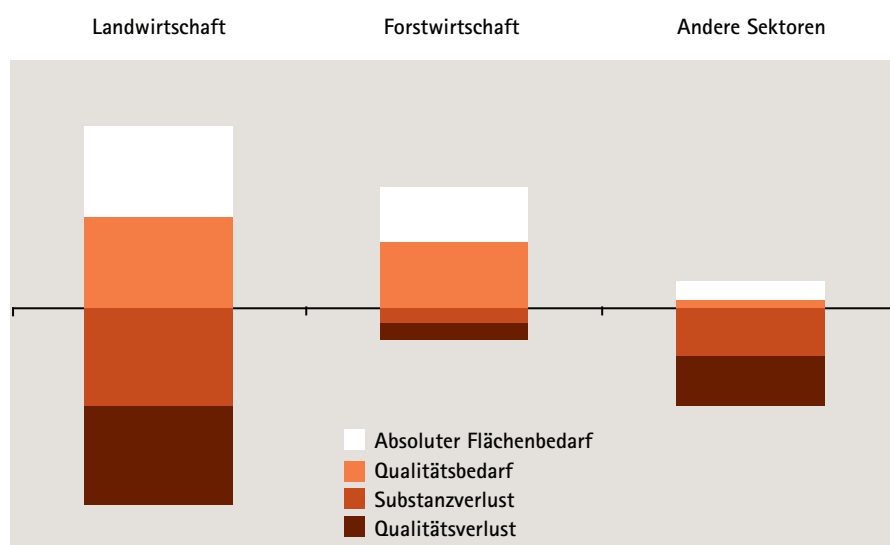 Landwirtschaft
Forstwirtschaft
Andere Sektoren
Absoluter Flächenbedarf
Qualitätsbedarf
Substanzverlust
Qualitätsverlust